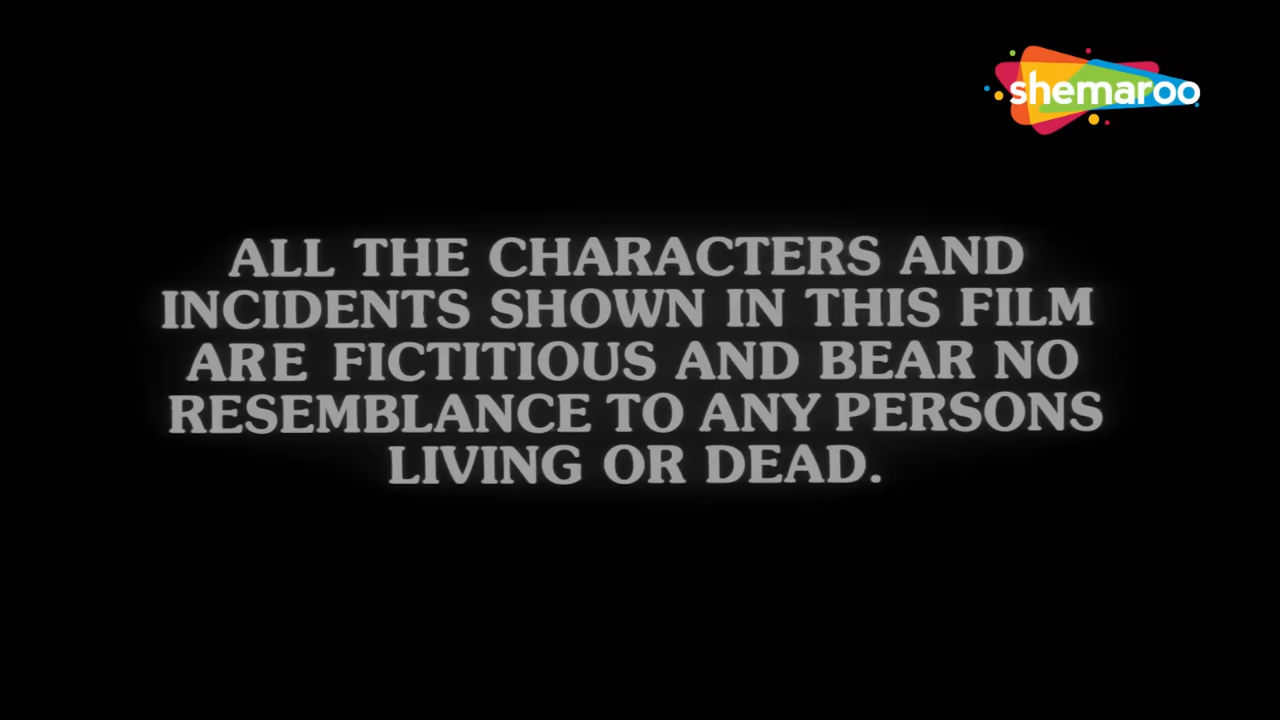 shemaroo
ALL THE CHARACTERS AND
INCIDENTS SHOWN IN THIS FILM
ARE FICTITIOUS AND BEAR NO
RESEMBLANCE TO ANY PERSONS
LIVING OR DEAD.